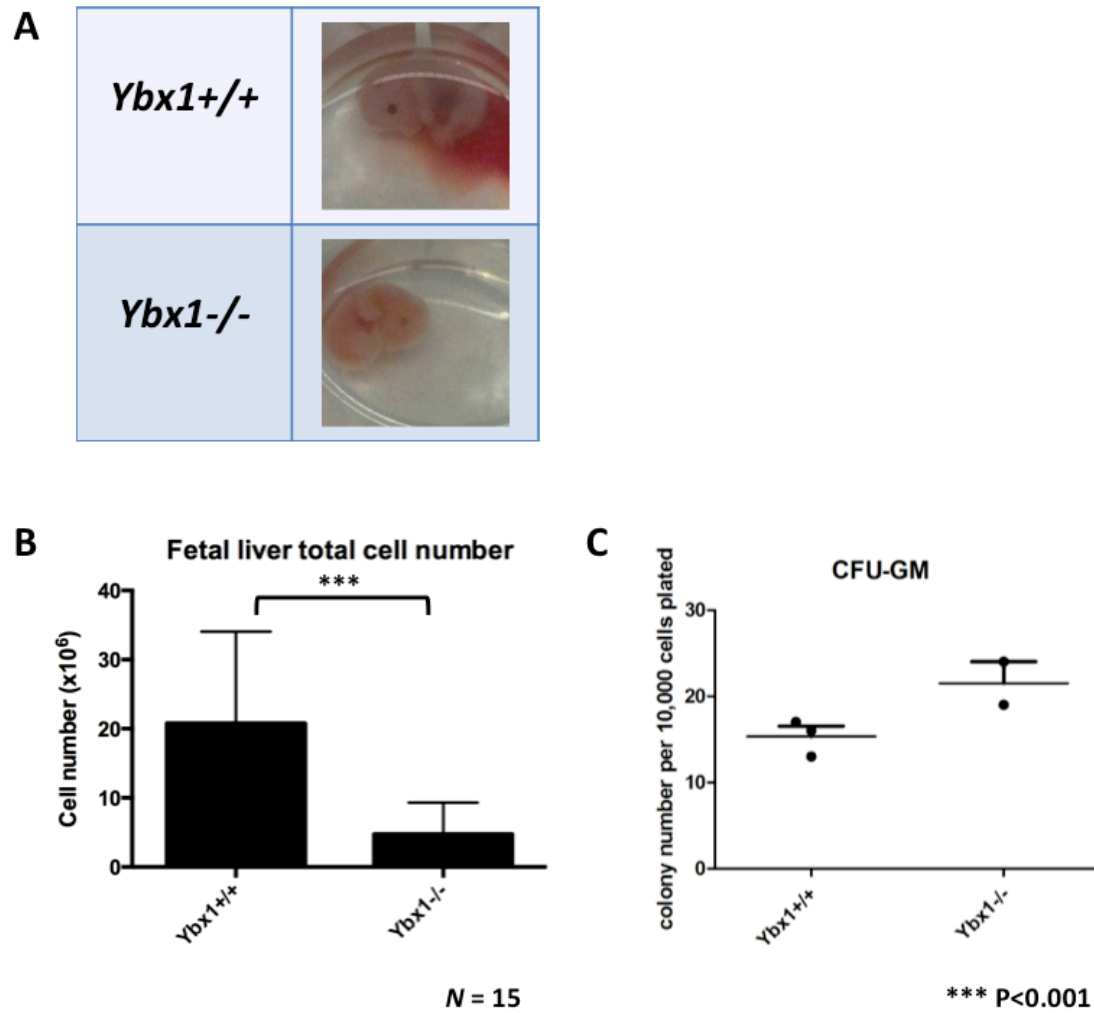 A
Ybx1+/+
Ybx1-/-
B
Fetal liver total cell number
***
Cell number (x10⁶)
40
30
20
10
0
Ybx1+/+
Ybx1-/-
N = 15
C
CFU-GM
colony number per 10,000 cells plated
30
20
10
0
Ybx1+/+
Ybx1-/-
*** P<0.001